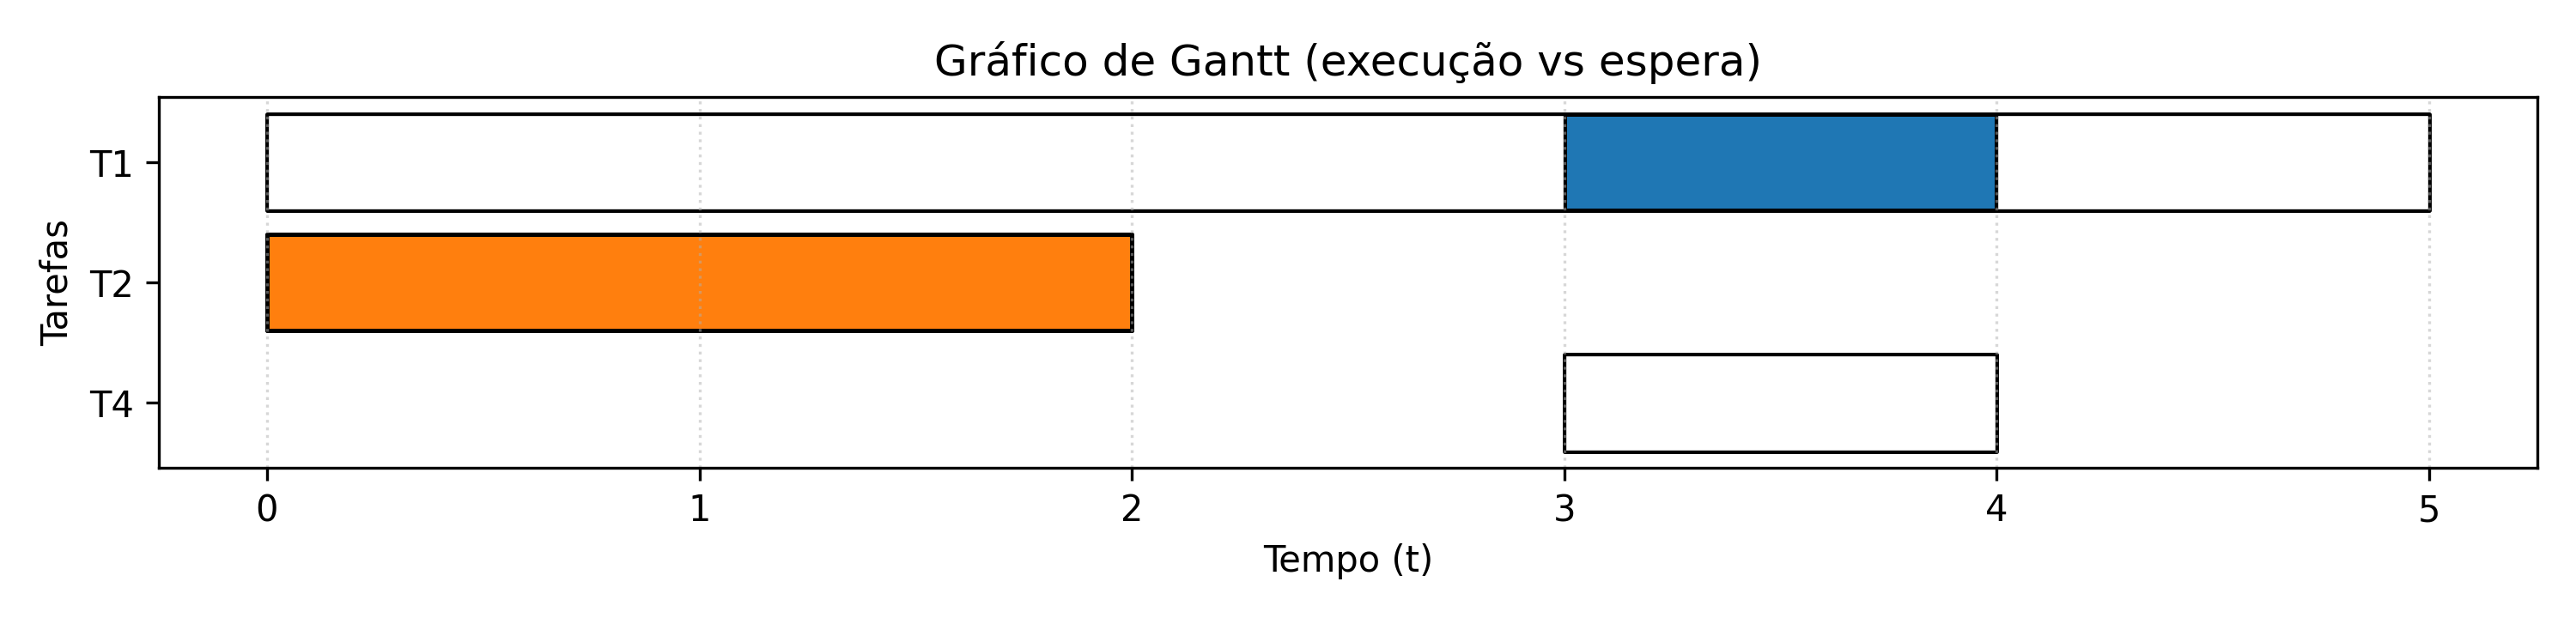 Gráfico de Gantt (execução vs espera)
Tarefas
T1
T2
T4
0 1 2 3 4 5
Tempo (t)